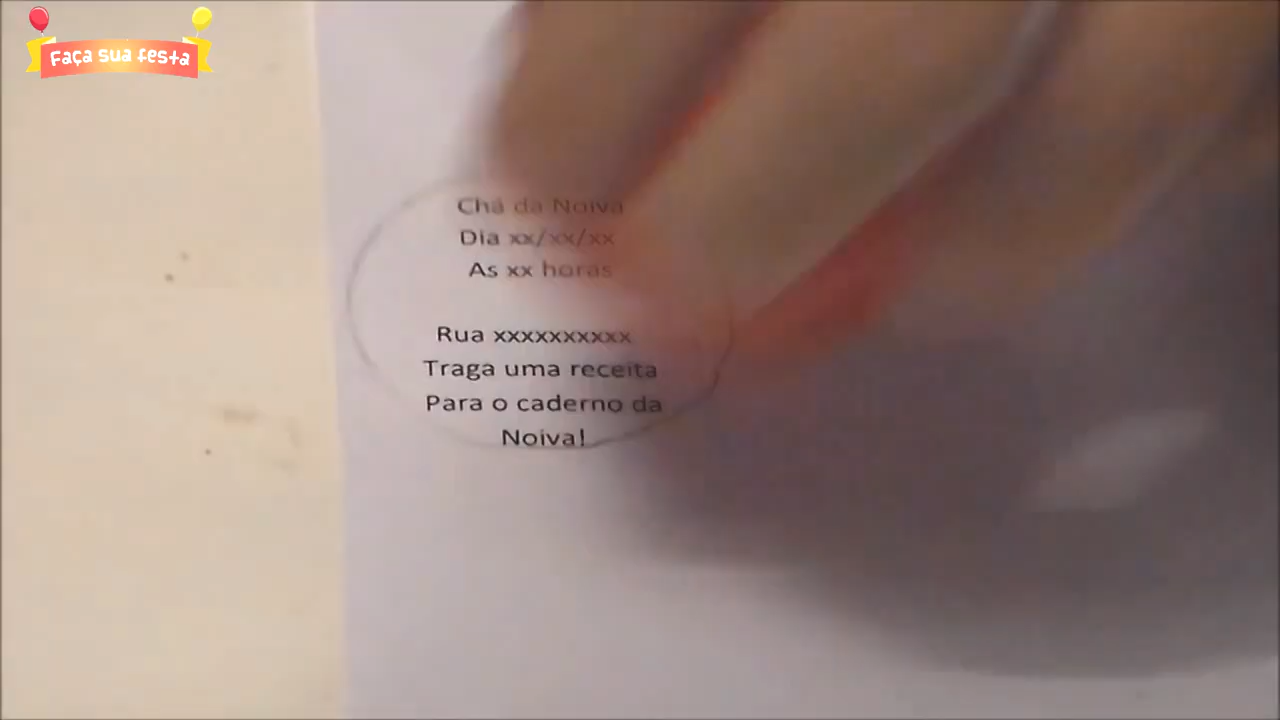 Faça sua festa
Chá da Noiva
Dia xx/xx/xx
As xx horas
Rua xxxxxxxxxx
Traga uma receita
Para o caderno da
Noiva!